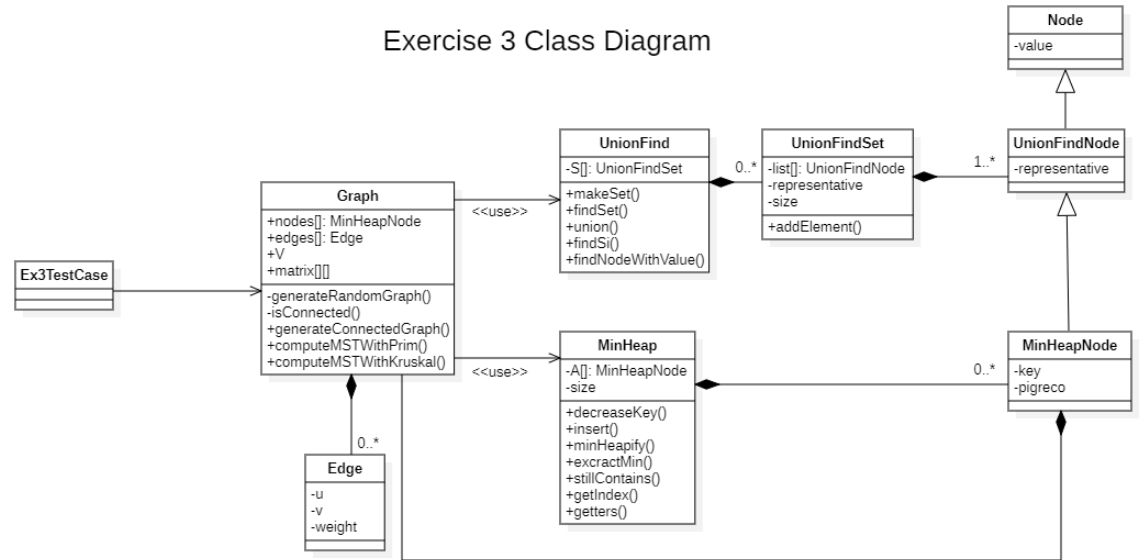 Exercise 3 Class Diagram
Node
-value
UnionFind
-S[]: UnionFindSet
+makeSet()
+findSet()
+union()
+findSi()
+findNodeWithValue()
0..*
UnionFindSet
-list[]: UnionFindNode
-representative
-size
+addElement()
1..*
UnionFindNode
-representative
Graph
+nodes[]: MinHeapNode
+edges[]: Edge
+V
+matrix[][]
-generateRandomGraph()
-isConnected()
+generateConnectedGraph()
+computeMSTWithPrim()
+computeMSTWithKruskal()
<<use>>
Ex3TestCase
<<use>>
MinHeap
-A[]: MinHeapNode
-size
+decreaseKey()
+insert()
+minHeapify()
+excractMin()
+stillContains()
+getIndex()
+getters()
0..*
MinHeapNode
-key
-pigreco
0..*
Edge
-u
-v
-weight